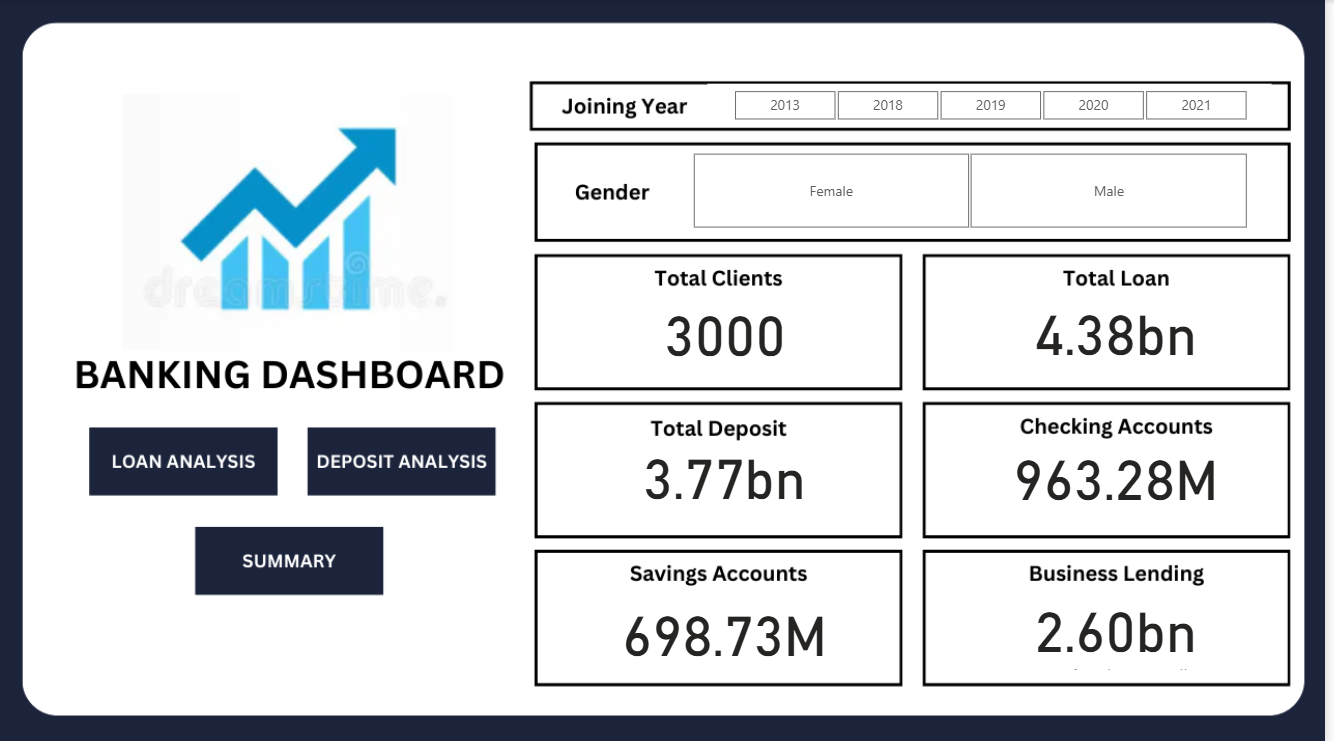 Joining Year
2013
2018
2019
2020
2021
Gender
Female
Male
dreamstime.
BANKING DASHBOARD
LOAN ANALYSIS
DEPOSIT ANALYSIS
SUMMARY
Total Clients
3000
Total Loan
4.38bn
Total Deposit
3.77bn
Checking Accounts
963.28M
Savings Accounts
698.73M
Business Lending
2.60bn